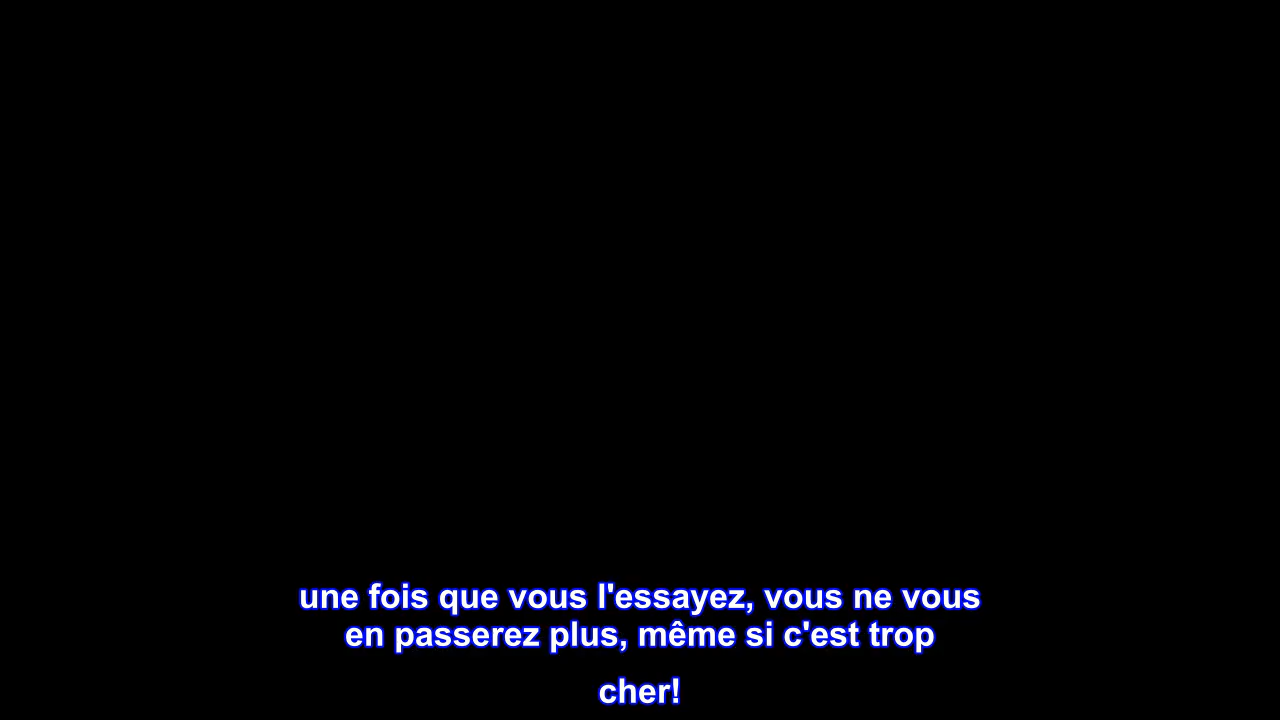 une fois que vous l'essayez, vous ne vous
en passerez plus, même si c'est trop
cher!